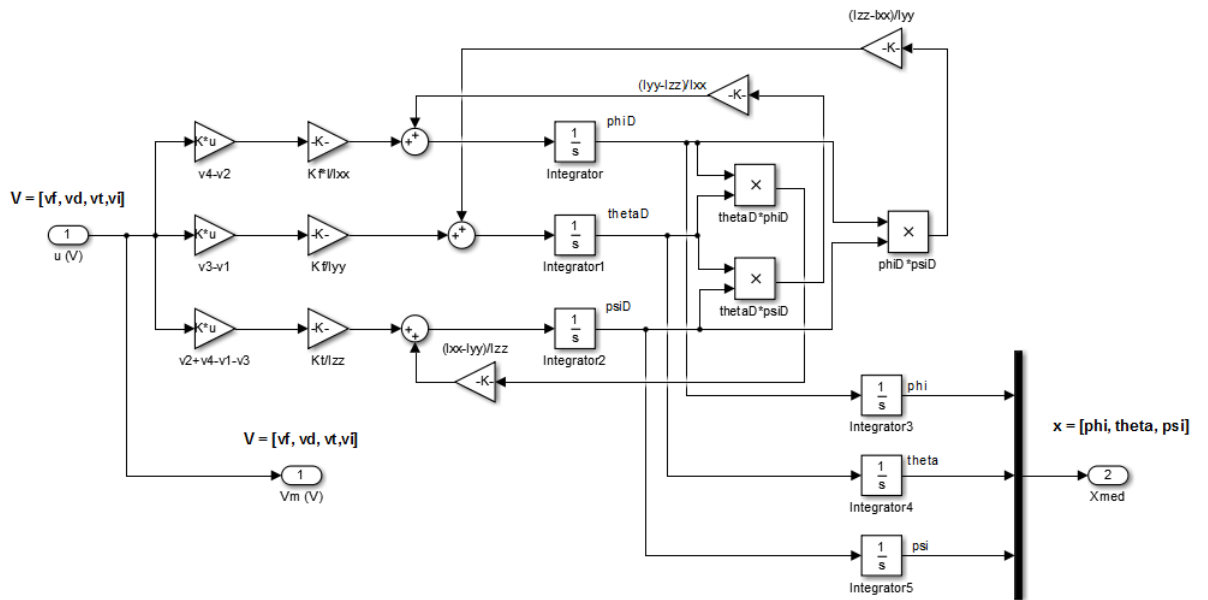 (Izz-Ixx)/Iyy
-K-
(Iyy-Izz)/Ixx
-K-
phiD
K*u
-K-
++
1
s
Integrator
v4-v2
Kf*l/Ixx
×
thetaD*phiD
V = [vf, vd, vt,vi]
1
u (V)
K*u
-K-
++
thetaD
1
s
Integrator1
v3-v1
Kf/Iyy
×
phiD*psiD
×
thetaD*psiD
psiD
K*u
-K-
++
1
s
Integrator2
v2+v4-v1-v3
Kt/Izz
(Ixx-Iyy)/Izz
-K-
1
s
phi
Integrator3
V = [vf, vd, vt,vi]
1
Vm (V)
x = [phi, theta, psi]
1
s
theta
Integrator4
2
Xmed
1
s
psi
Integrator5